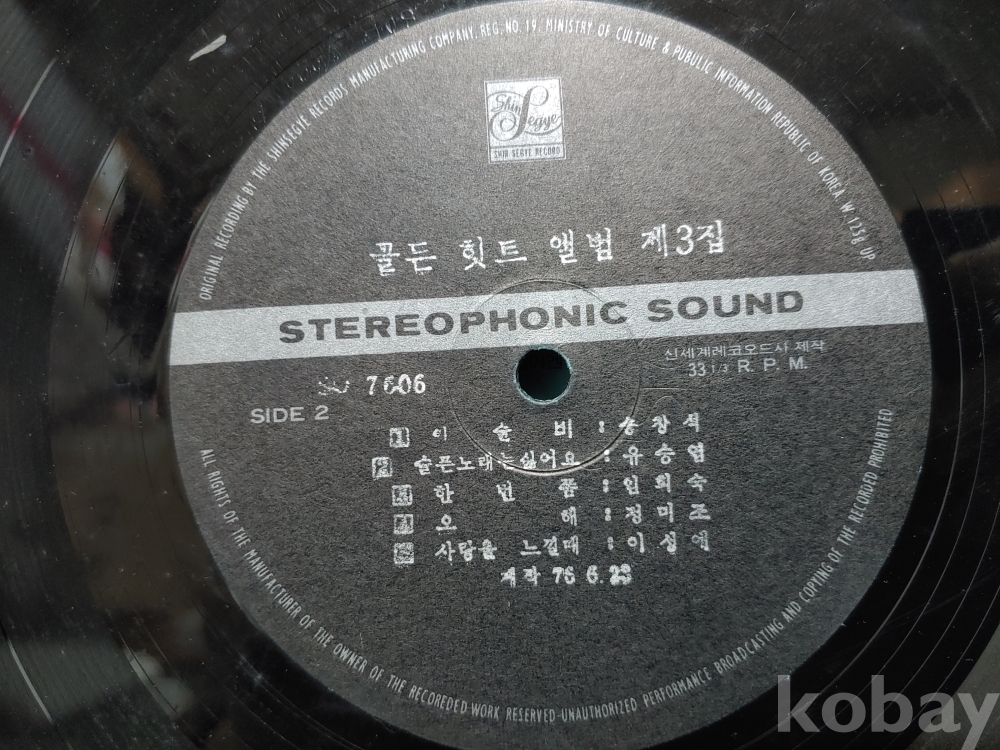 ORIGINAL RECORDING BY THE SHINSEGYE RECORDS MANUFACTURING COMPANY. REG. NO. 19. MINISTRY OF CULTURE & PUBULIC INFORMATION REPUBLIC OF KOREA W 1158 UP
Shin Segye
SHIN SEGYE RECORD
골든 힛트 앨범 제3집
STEREOPHONIC SOUND
신세계레코오드사 제작
33 1/3 R. P. M.
7606
SIDE 2
1 이 슬 비 : 송창식
2 슬픈노래는싫어요 : 유승엽
3 한 번 쯤 : 임희숙
4 오 해 : 정미조
5 사랑을 느낄때 : 이성애
제작 76 6.23
ALL RIGHTS OF THE MANUFACTURER OF THE OWNER OF THE RECOREDED WORK RESERVED-UNAUTHORIZED PERFORMANCE BROADCASTING AND COPYING OF THE RECORDED PROHIBITED
kobay